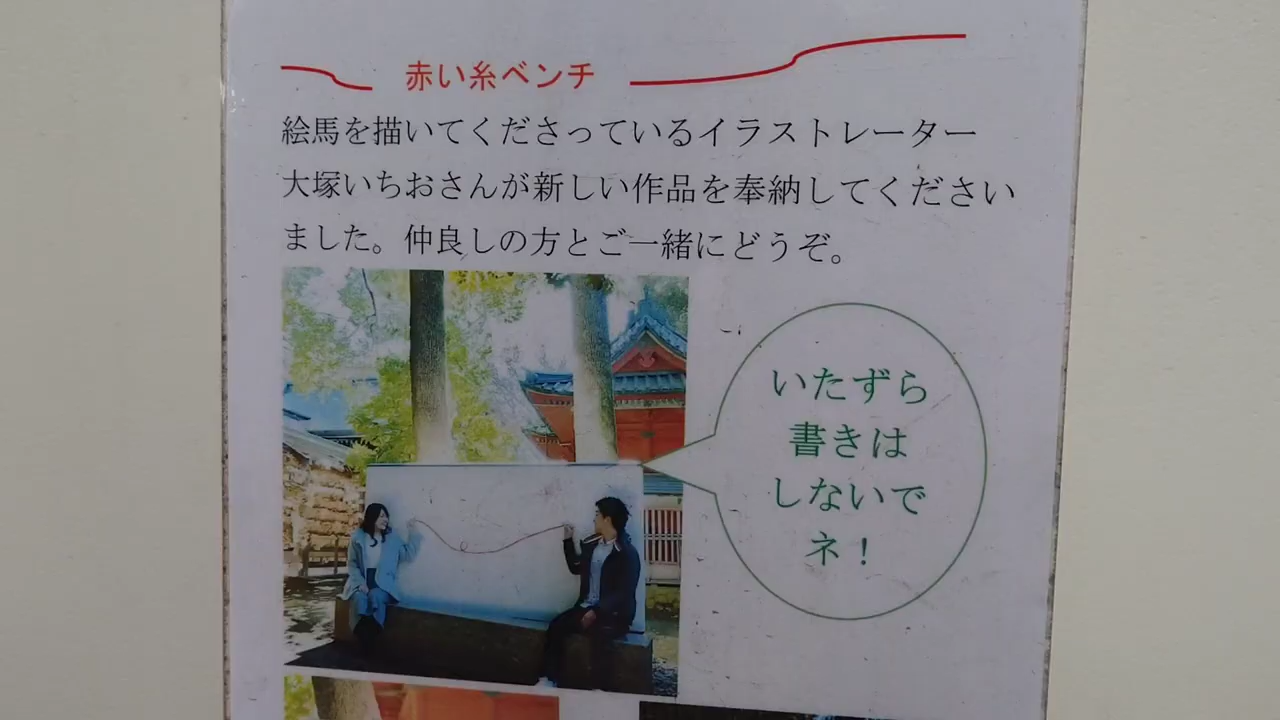 赤い糸ベンチ
絵馬を描いてくださっているイラストレーター
大塚いちおさんが新しい作品を奉納してください
ました。仲良しの方とご一緒にどうぞ。
いたずら
書きは
しないで
ネ！